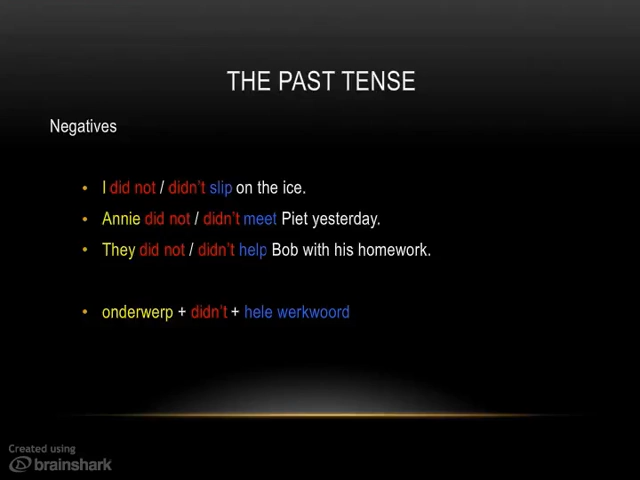 THE PAST TENSE
Negatives
• I did not / didn't slip on the ice.
• Annie did not / didn't meet Piet yesterday.
• They did not / didn't help Bob with his homework.
• onderwerp + didn't + hele werkwoord
Created using
brainshark